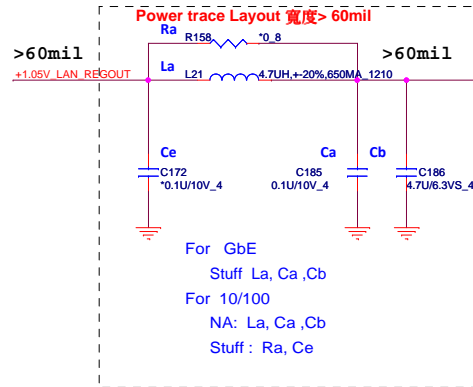 Power trace Layout 寬度> 60mil
>60mil
Ra
R158
*0_8
>60mil
+1.05V_LAN_REGOUT
La
L21
4.7UH,+-20%,650MA_1210
Ce
C172
*0.1U/10V_4
Ca
C185
0.1U/10V_4
Cb
C186
4.7U/6.3VS_4
For GbE
Stuff La, Ca ,Cb
For 10/100
NA: La, Ca ,Cb
Stuff : Ra, Ce